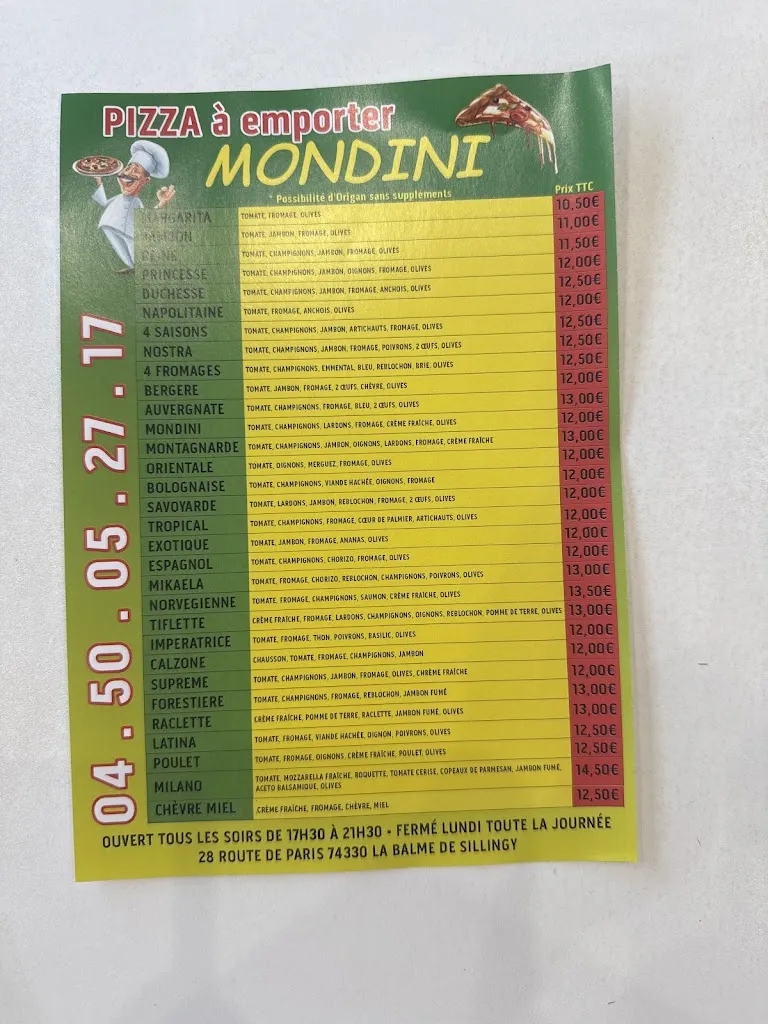 PIZZA à emporter
MONDINI
* Possibilité d'Origan sans suppléments
Prix TTC
MARGARITA TOMATE, FROMAGE, OLIVES 10,50€
JAMBON TOMATE, JAMBON, FROMAGE, OLIVES 11,00€
REINE TOMATE, CHAMPIGNONS, JAMBON, FROMAGE, OLIVES 11,50€
PRINCESSE TOMATE, CHAMPIGNONS, JAMBON, OIGNONS, FROMAGE, OLIVES 12,00€
DUCHESSE TOMATE, CHAMPIGNONS, JAMBON, FROMAGE, ANCHOIS, OLIVES 12,50€
NAPOLITAINE TOMATE, FROMAGE, ANCHOIS, OLIVES 12,00€
4 SAISONS TOMATE, CHAMPIGNONS, JAMBON, ARTICHAUTS, FROMAGE, OLIVES 12,50€
NOSTRA TOMATE, CHAMPIGNONS, JAMBON, FROMAGE, POIVRONS, 2 ŒUFS, OLIVES 12,50€
4 FROMAGES TOMATE, CHAMPIGNONS, EMMENTAL, BLEU, REBLOCHON, BRIE, OLIVES 12,50€
BERGERE TOMATE, JAMBON, FROMAGE, 2 ŒUFS, CHÈVRE, OLIVES 12,00€
AUVERGNATE TOMATE, CHAMPIGNONS, FROMAGE, BLEU, 2 ŒUFS, OLIVES 13,00€
MONDINI TOMATE, CHAMPIGNONS, LARDONS, FROMAGE, CRÈME FRAÎCHE, OLIVES 12,00€
MONTAGNARDE TOMATE, CHAMPIGNONS, JAMBON, OIGNONS, LARDONS, FROMAGE, CRÈME FRAÎCHE 13,00€
ORIENTALE TOMATE, OIGNONS, MERGUEZ, FROMAGE, OLIVES 12,00€
BOLOGNAISE TOMATE, CHAMPIGNONS, VIANDE HACHÉE, OIGNONS, FROMAGE 12,00€
SAVOYARDE TOMATE, LARDONS, JAMBON, REBLOCHON, FROMAGE, 2 ŒUFS, OLIVES 12,00€
TROPICAL TOMATE, CHAMPIGNONS, FROMAGE, CŒUR DE PALMIER, ARTICHAUTS, OLIVES 12,00€
EXOTIQUE TOMATE, JAMBON, FROMAGE, ANANAS, OLIVES 12,00€
ESPAGNOL TOMATE, CHAMPIGNONS, CHORIZO, FROMAGE, OLIVES 12,00€
MIKAELA TOMATE, FROMAGE, CHORIZO, REBLOCHON, CHAMPIGNONS, POIVRONS, OLIVES 13,00€
NORVEGIENNE TOMATE, FROMAGE, CHAMPIGNONS, SAUMON, CRÈME FRAÎCHE, OLIVES 13,50€
TIFLETTE CRÈME FRAÎCHE, FROMAGE, LARDONS, CHAMPIGNONS, OIGNONS, REBLOCHON, POMME DE TERRE, OLIVES 13,00€
IMPERATRICE TOMATE, FROMAGE, THON, POIVRONS, BASILIC, OLIVES 12,00€
CALZONE CHAUSSON, TOMATE, FROMAGE, CHAMPIGNONS, JAMBON 12,00€
SUPREME TOMATE, CHAMPIGNONS, JAMBON, FROMAGE, OLIVES, CHRÈME FRAÎCHE 12,00€
FORESTIERE TOMATE, CHAMPIGNONS, FROMAGE, REBLOCHON, JAMBON FUMÉ 13,00€
RACLETTE CRÈME FRAÎCHE, POMME DE TERRE, RACLETTE, JAMBON FUMÉ, OLIVES 13,00€
LATINA TOMATE, FROMAGE, VIANDE HACHÉE, OIGNON, POIVRONS, OLIVES 12,50€
POULET TOMATE, FROMAGE, OIGNONS, CRÈME FRAÎCHE, POULET, OLIVES 12,50€
MILANO TOMATE, MOZZARELLA FRAÎCHE, ROQUETTE, TOMATE CERISE, COPEAUX DE PARMESAN, JAMBON FUMÉ, 14,50€
ACETO BALSAMIQUE, OLIVES
CHÈVRE MIEL CRÈME FRAÎCHE, FROMAGE, CHÈVRE, MIEL 12,50€
04 . 50 . 05 . 27 . 17
OUVERT TOUS LES SOIRS DE 17H30 À 21H30 • FERMÉ LUNDI TOUTE LA JOURNÉE
28 ROUTE DE PARIS 74330 LA BALME DE SILLINGY